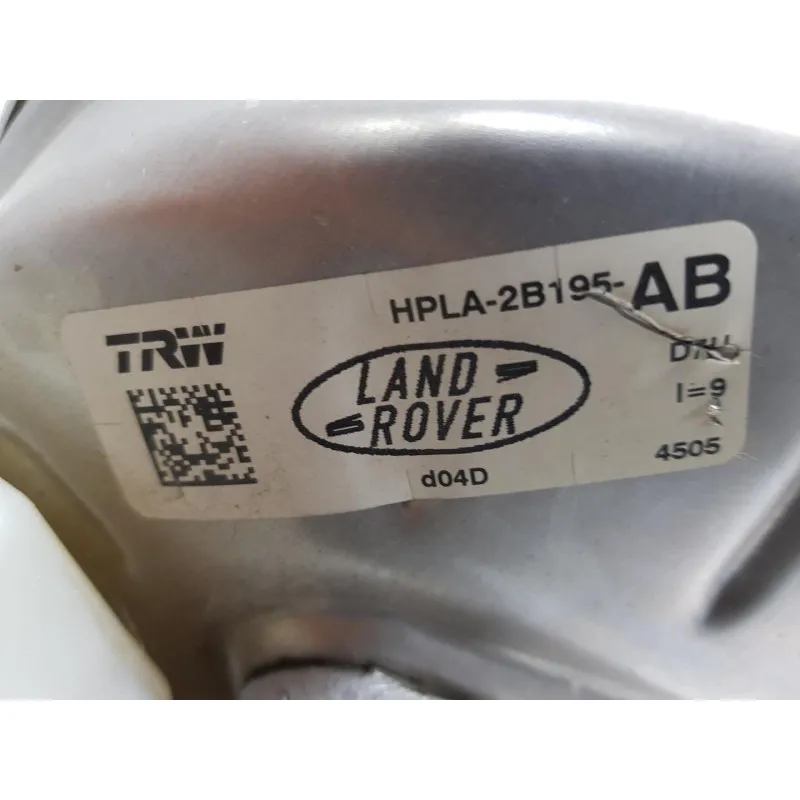 HPLA-2B195-AB
TRW
LAND
ROVER
I=9
4505
d04D